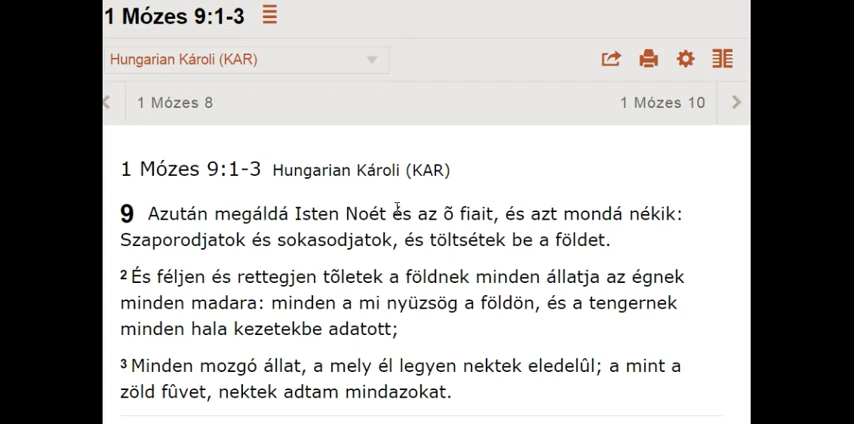 1 Mózes 9:1-3
Hungarian Károli (KAR)
1 Mózes 8
1 Mózes 10
1 Mózes 9:1-3 Hungarian Károli (KAR)
9 Azután megáldá Isten Noét és az õ fiait, és azt mondá nékik:
Szaporodjatok és sokasodjatok, és töltsétek be a földet.
2 És féljen és rettegjen tõletek a földnek minden állatja az égnek
minden madara: minden a mi nyüzsög a földön, és a tengernek
minden hala kezetekbe adatott;
3 Minden mozgó állat, a mely él legyen nektek eledelûl; a mint a
zöld fûvet, nektek adtam mindazokat.